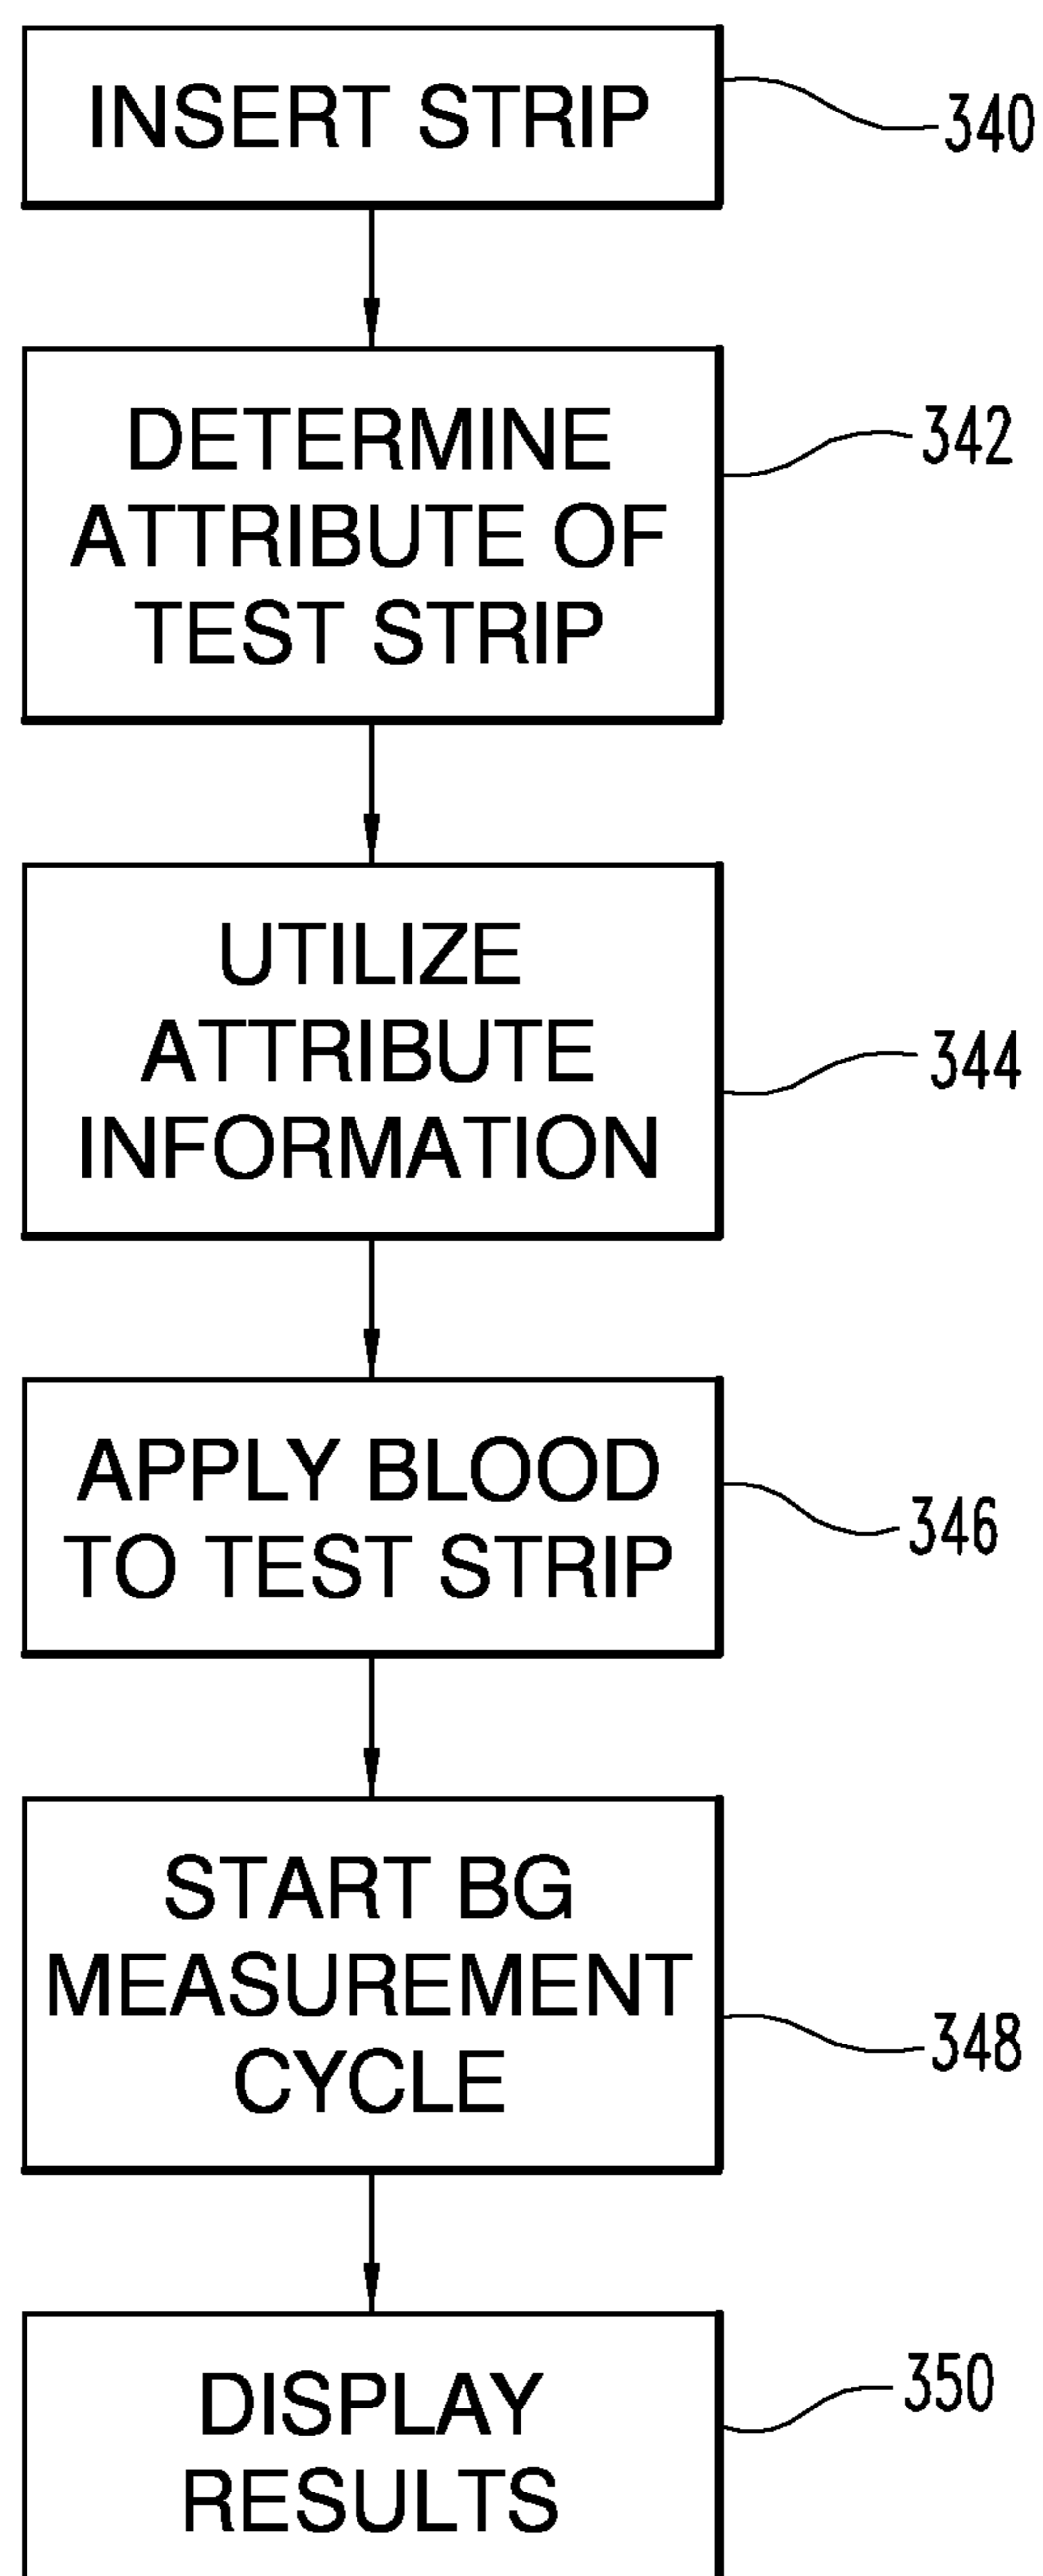 INSERT STRIP
340
DETERMINE
ATTRIBUTE OF
TEST STRIP
342
UTILIZE
ATTRIBUTE
INFORMATION
344
APPLY BLOOD
TO TEST STRIP
346
START BG
MEASUREMENT
CYCLE
348
DISPLAY
RESULTS
350